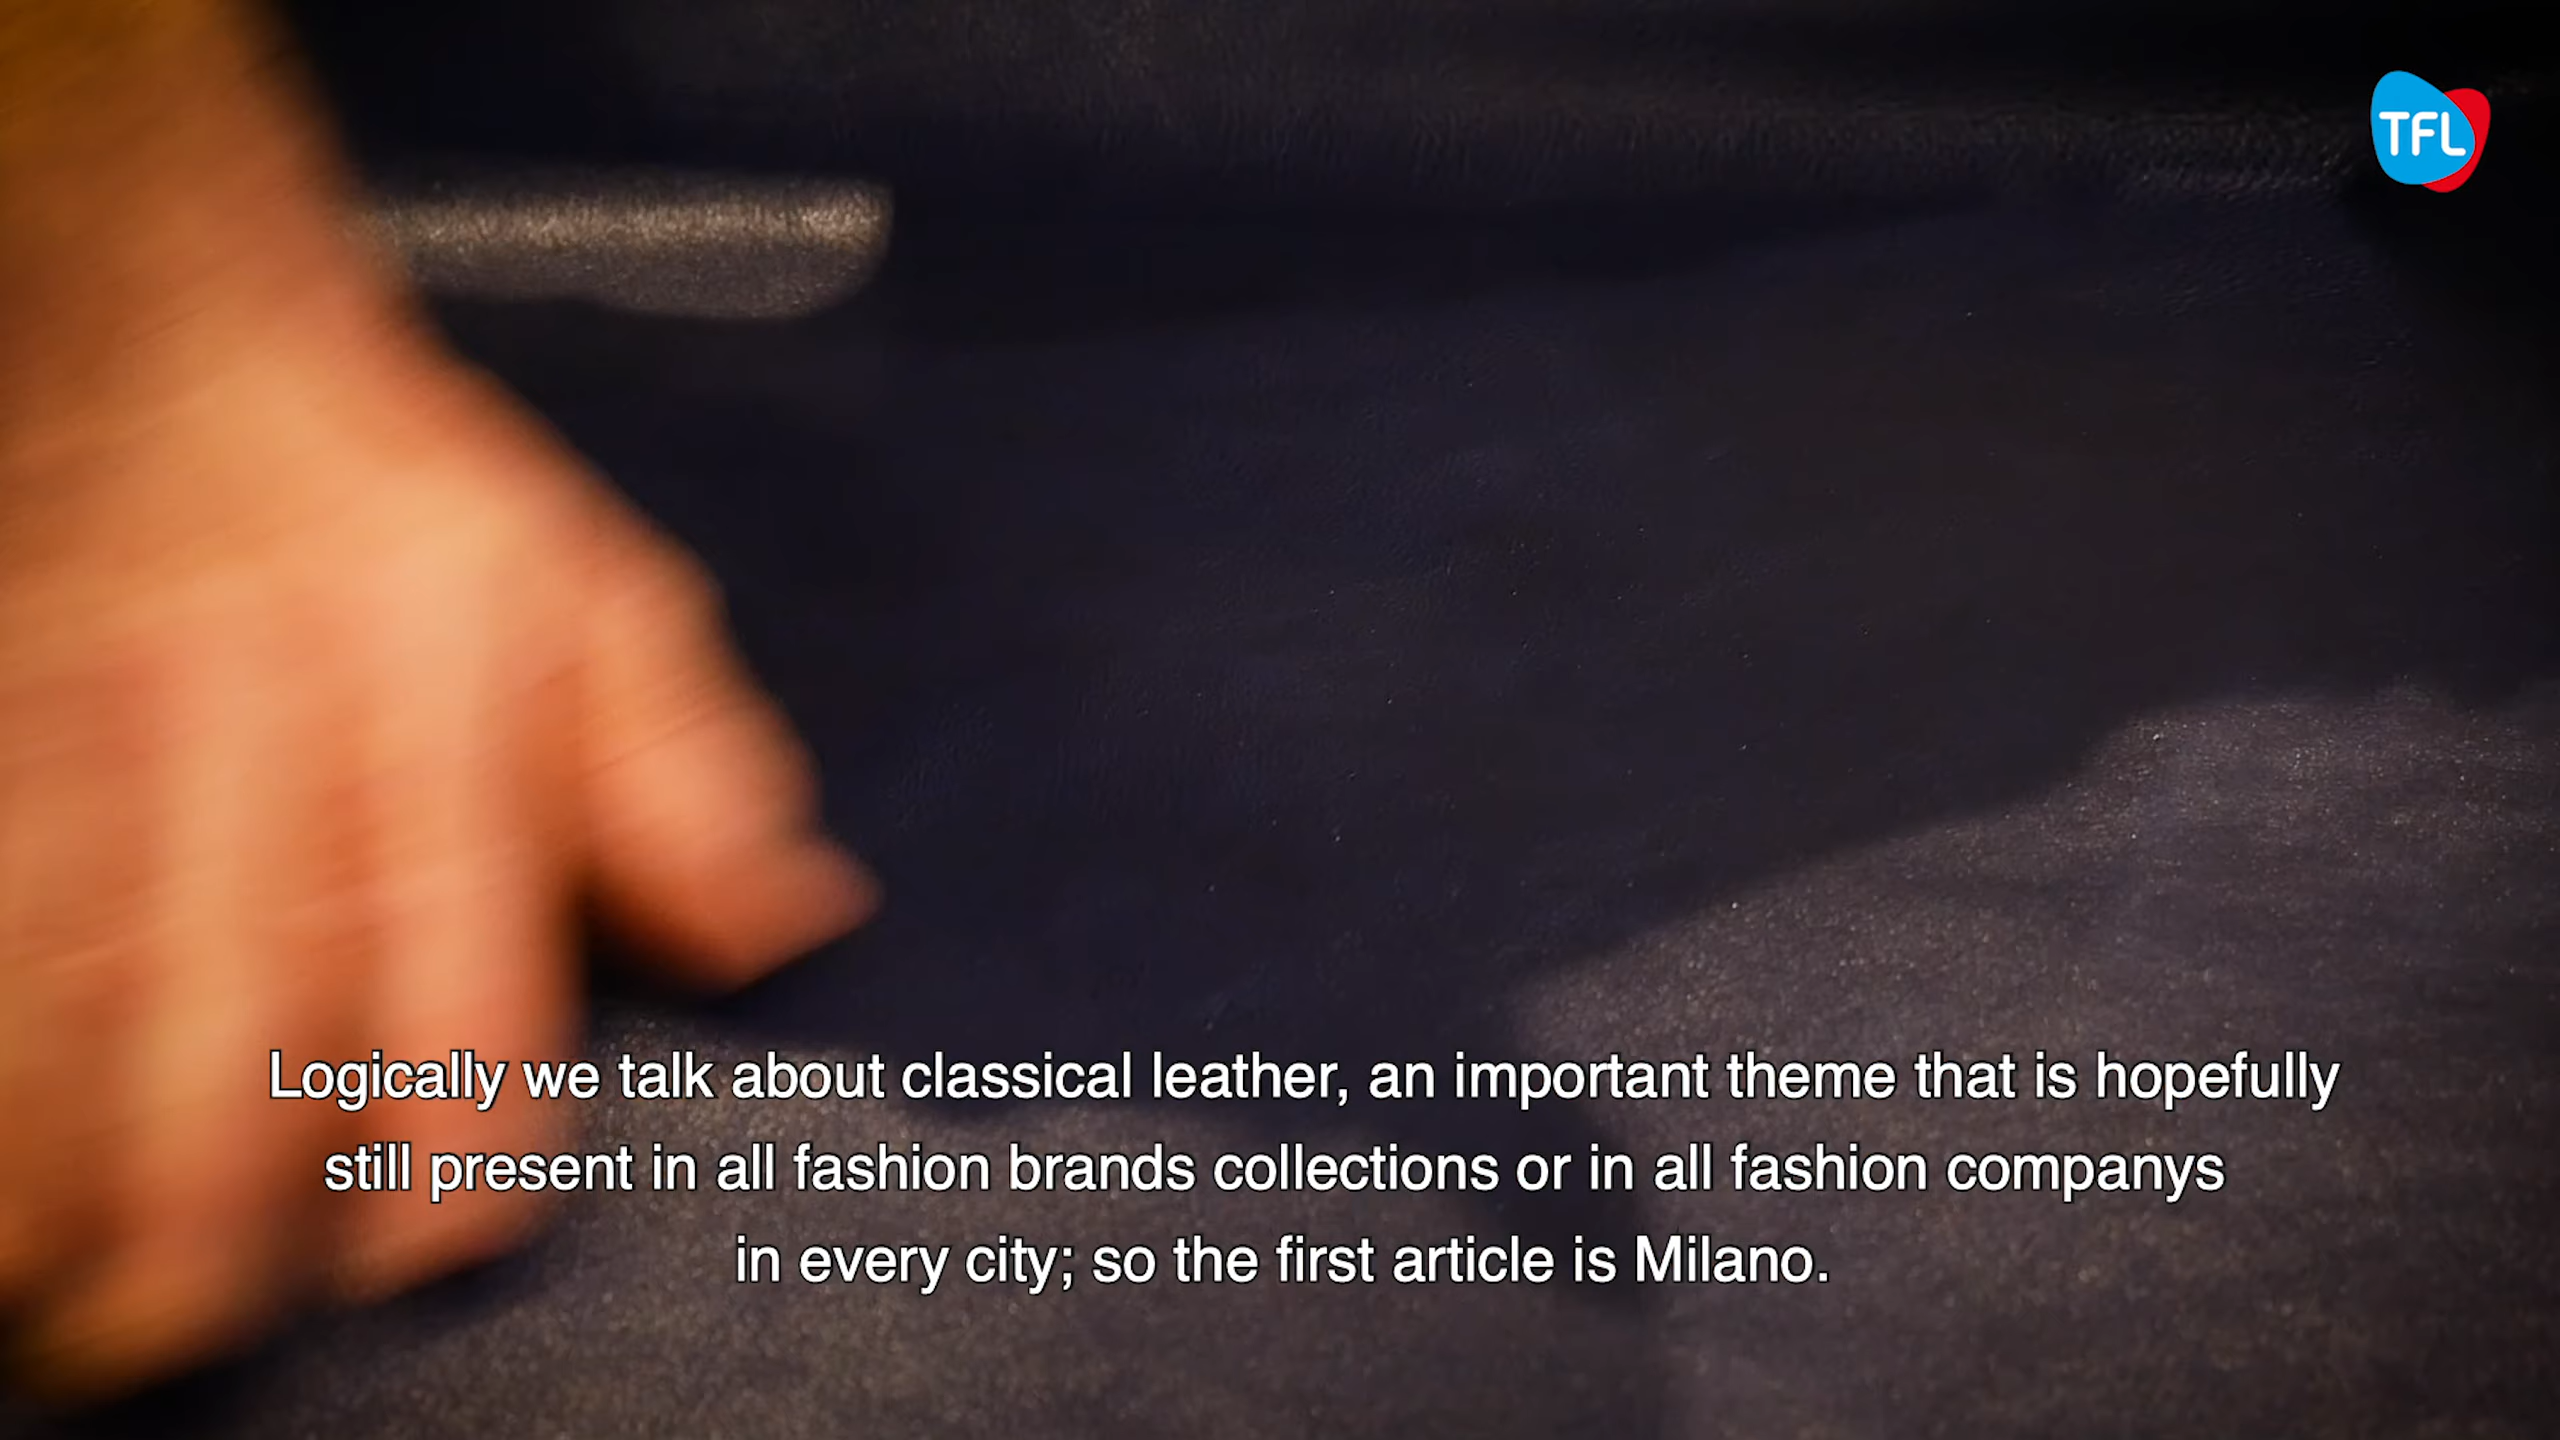 TFL
Logically we talk about classical leather, an important theme that is hopefully
still present in all fashion brands collections or in all fashion companys
in every city; so the first article is Milano.